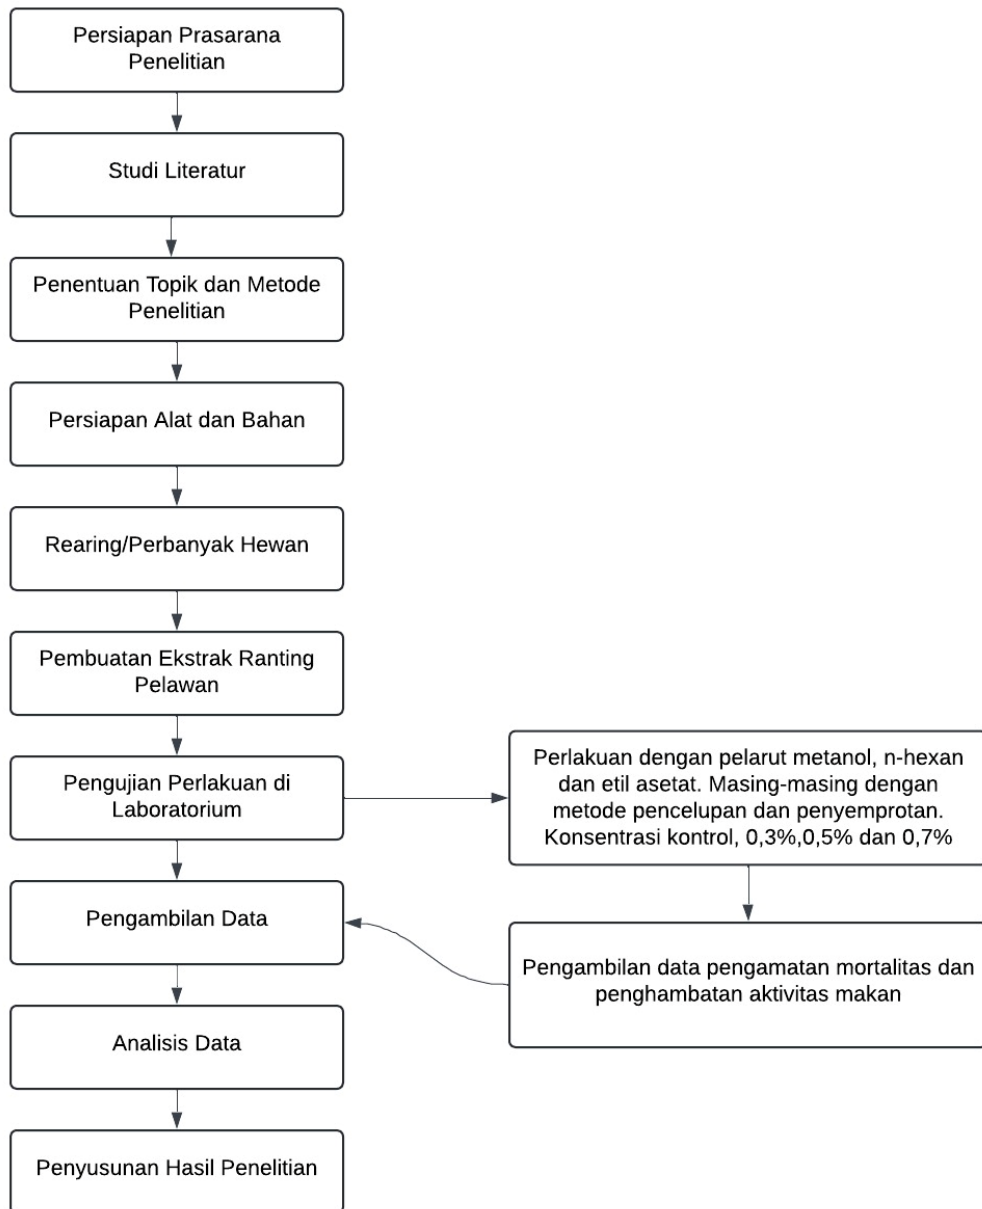 Persiapan Prasarana
Penelitian
Studi Literatur
Penentuan Topik dan Metode
Penelitian
Persiapan Alat dan Bahan
Rearing/Perbanyak Hewan
Pembuatan Ekstrak Ranting
Pelawan
Pengujian Perlakuan di
Laboratorium
Perlakuan dengan pelarut metanol, n-hexan
dan etil asetat. Masing-masing dengan
metode pencelupan dan penyemprotan.
Konsentrasi kontrol, 0,3%,0,5% dan 0,7%
Pengambilan data pengamatan mortalitas dan
penghambatan aktivitas makan
Pengambilan Data
Analisis Data
Penyusunan Hasil Penelitian